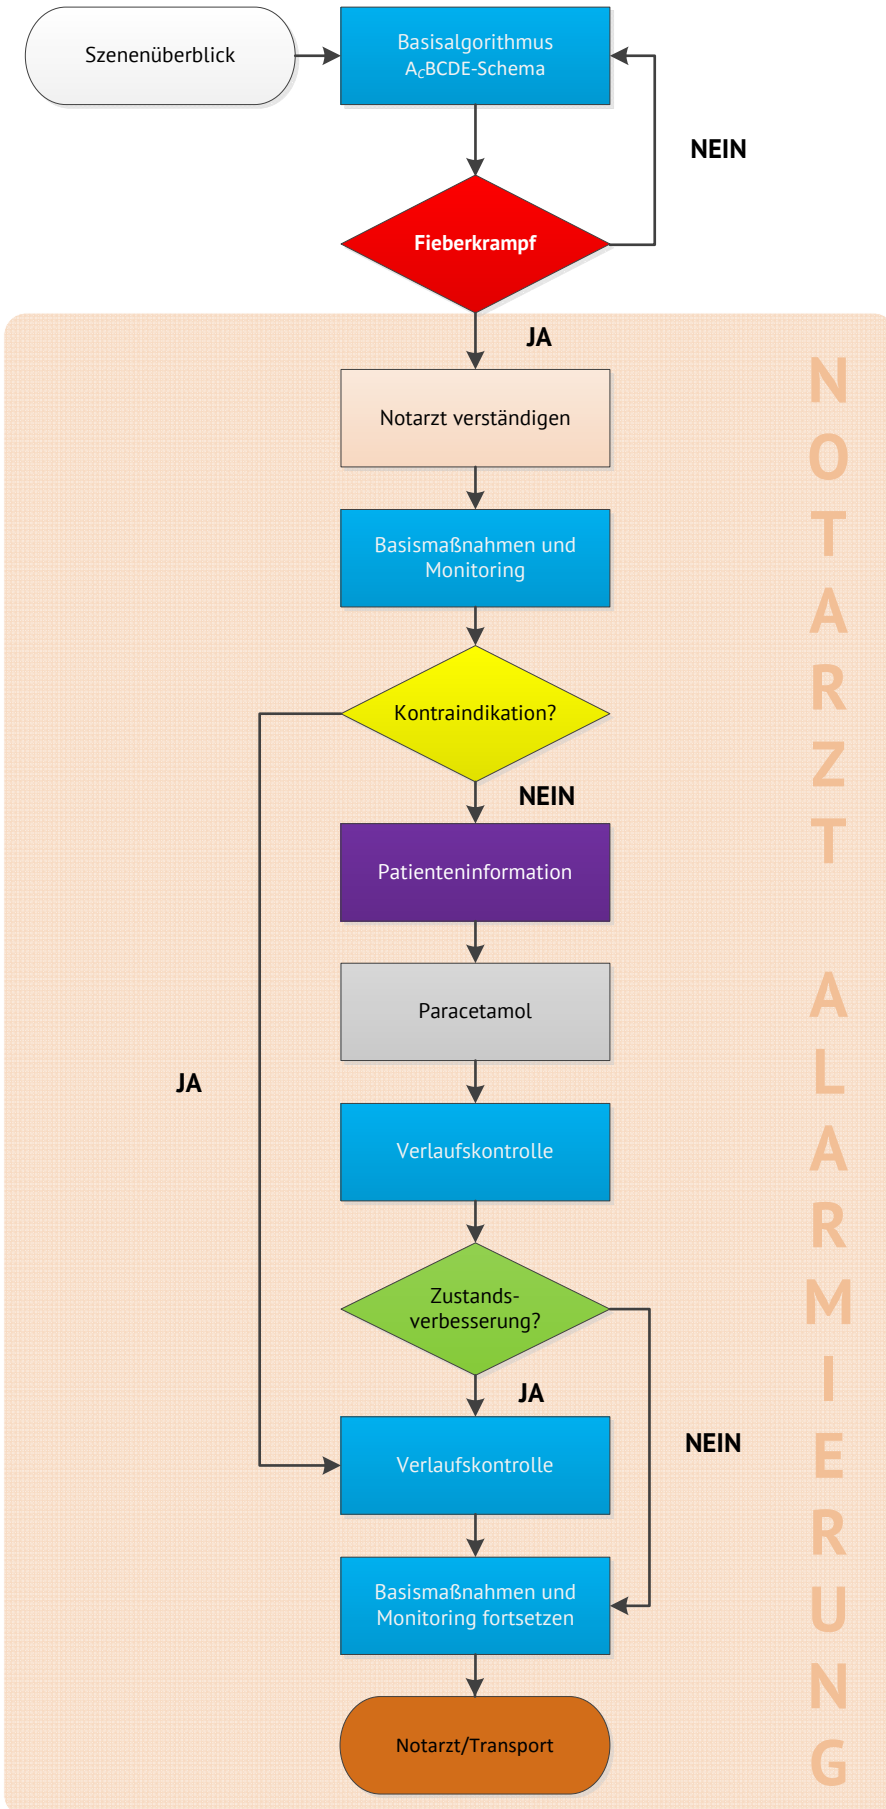 Szenenüberblick
Basisalgorithmus
AcBCDE-Schema
NEIN
Fieberkrampf
JA
Notarzt verständigen
Basismaßnahmen und
Monitoring
Kontraindikation?
NEIN
Patienteninformation
Paracetamol
JA
Verlaufskontrolle
Zustands-
verbesserung?
JA
NEIN
Verlaufskontrolle
Basismaßnahmen und
Monitoring fortsetzen
Notarzt/Transport
NOTARZT ALARMIERUNG